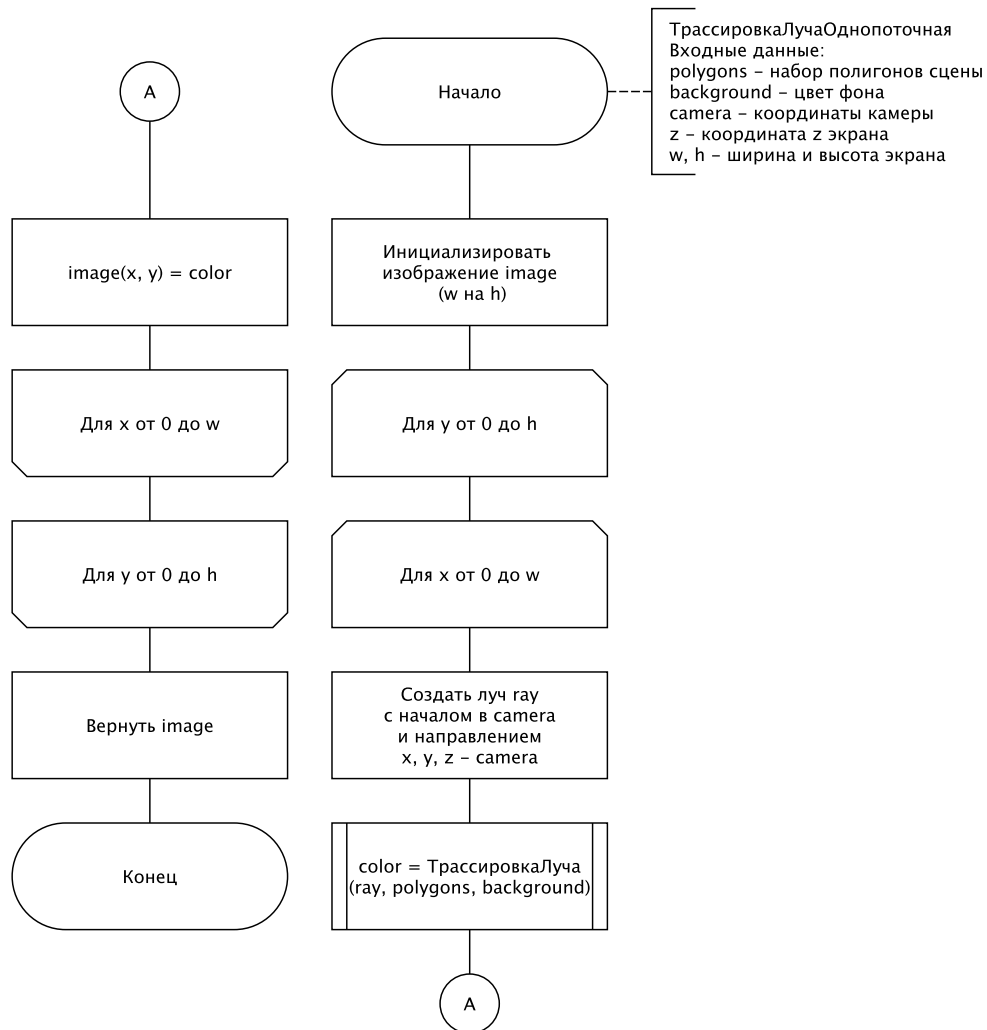 Начало
ТрассировкаЛучаОднопоточная
Входные данные:
polygons – набор полигонов сцены
background – цвет фона
camera – координаты камеры
z – координата z экрана
w, h – ширина и высота экрана
Инициализировать
изображение image
(w на h)
Для y от 0 до h
Для x от 0 до w
Создать луч ray
с началом в camera
и направлением
x, y, z – camera
color = ТрассировкаЛуча
(ray, polygons, background)
A
A
image(x, y) = color
Для x от 0 до w
Для y от 0 до h
Вернуть image
Конец